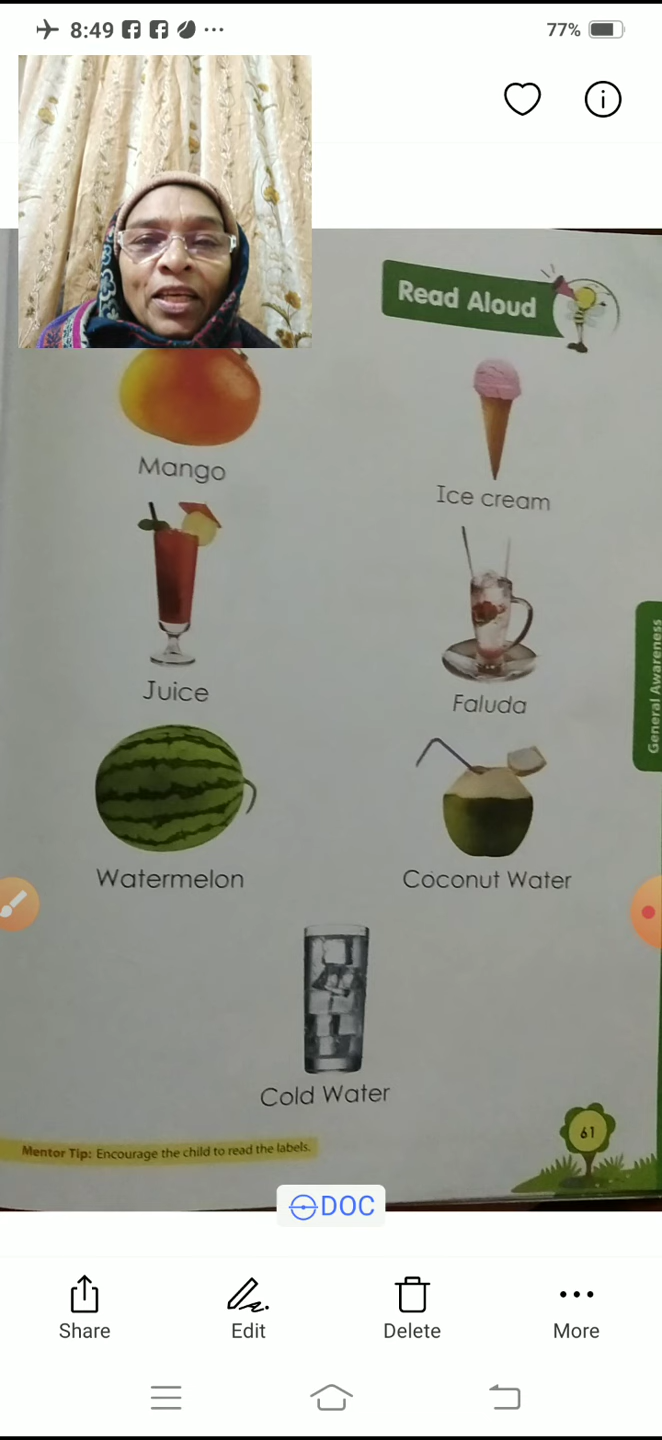 8:49
77%
Read Aloud
Mango
Ice cream
Juice
Faluda
General Awareness
Watermelon
Coconut Water
Cold Water
Mentor Tip: Encourage the child to read the labels.
61
DOC
Share
Edit
Delete
More